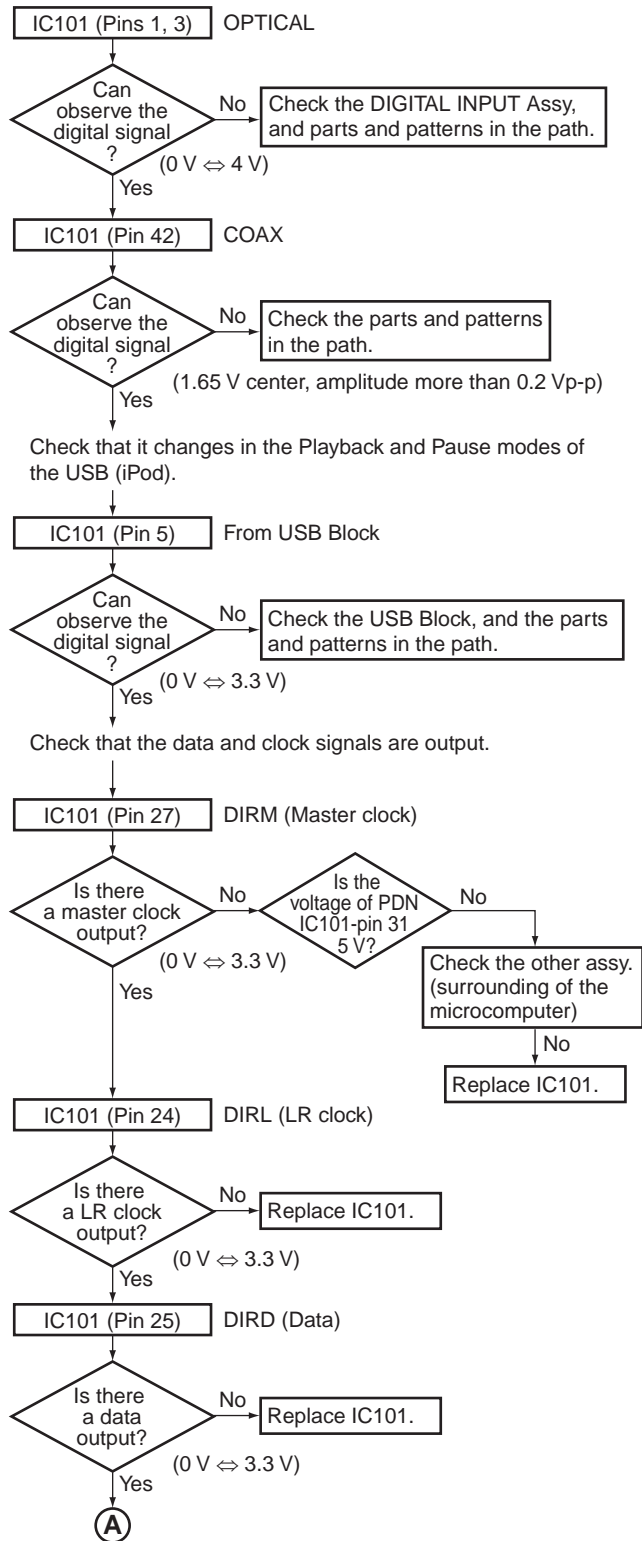 IC101 (Pins 1, 3)
OPTICAL
Can
observe the
digital signal
?
No
Check the DIGITAL INPUT Assy,
and parts and patterns in the path.
(0 V ⇔ 4 V)
Yes
IC101 (Pin 42)
COAX
Can
observe the
digital signal
?
No
Check the parts and patterns
in the path.
(1.65 V center, amplitude more than 0.2 Vp-p)
Yes
Check that it changes in the Playback and Pause modes of
the USB (iPod).
IC101 (Pin 5)
From USB Block
Can
observe the
digital signal
?
No
Check the USB Block, and the parts
and patterns in the path.
(0 V ⇔ 3.3 V)
Yes
Check that the data and clock signals are output.
IC101 (Pin 27)
DIRM (Master clock)
Is there
a master clock
output?
No
(0 V ⇔ 3.3 V)
Yes
Is the
voltage of PDN
IC101-pin 31
5 V?
No
Check the other assy.
(surrounding of the
microcomputer)
No
Replace IC101.
IC101 (Pin 24)
DIRL (LR clock)
Is there
a LR clock
output?
No
Replace IC101.
(0 V ⇔ 3.3 V)
Yes
IC101 (Pin 25)
DIRD (Data)
Is there
a data
output?
No
Replace IC101.
(0 V ⇔ 3.3 V)
Yes
A